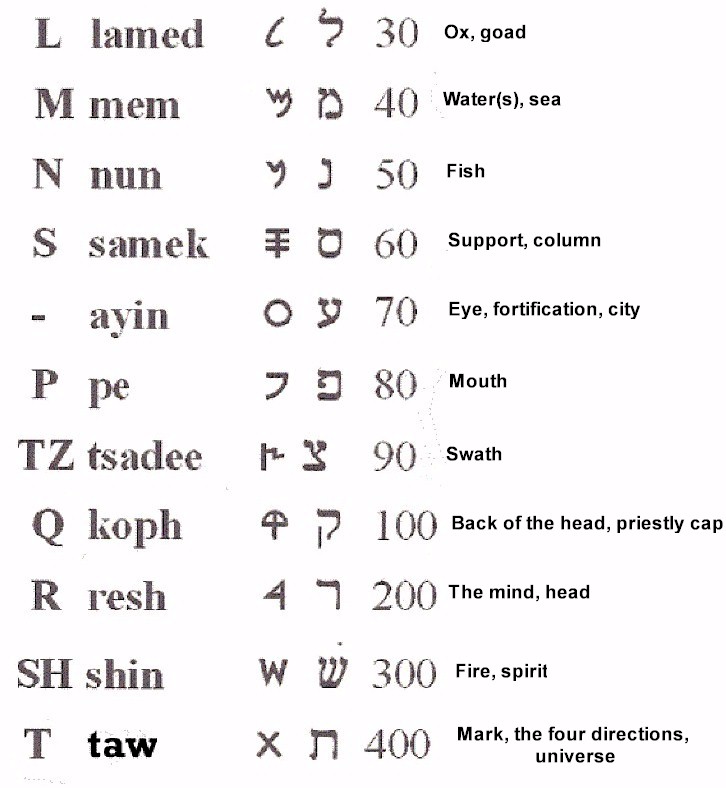 L lamed 𐤋 ל 30 Ox, goad
M mem 𐤌 מ 40 Water(s), sea
N nun 𐤍 נ 50 Fish
S samek 𐤎 ס 60 Support, column
- ayin 𐤏 ע 70 Eye, fortification, city
P pe 𐤐 פ 80 Mouth
TZ tsadee 𐤑 צ 90 Swath
Q koph 𐤒 ק 100 Back of the head, priestly cap
R resh 𐤓 ר 200 The mind, head
SH shin 𐤔 שׁ 300 Fire, spirit
T taw 𐤕 ת 400 Mark, the four directions,
universe